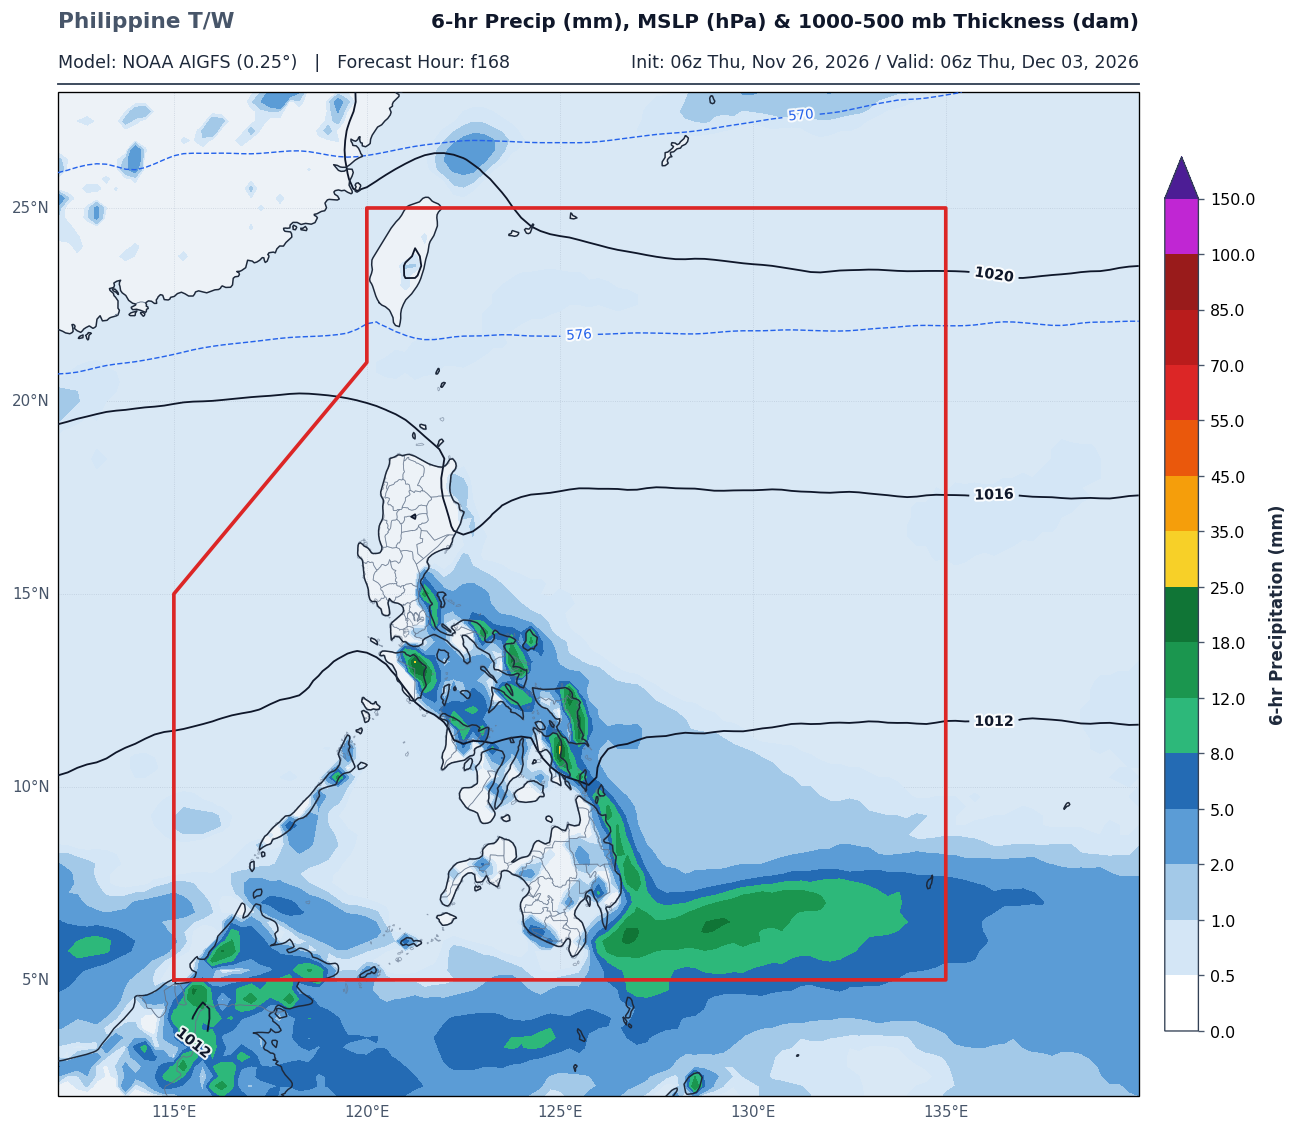 Philippine T/W
6-hr Precip (mm), MSLP (hPa) & 1000-500 mb Thickness (dam)
Model: NOAA AIGFS (0.25°) | Forecast Hour: f168
Init: 06z Thu, Nov 26, 2026 / Valid: 06z Thu, Dec 03, 2026
570
25°N
1020
576
20°N
1016
15°N
1012
10°N
5°N
1012
115°E
120°E
125°E
130°E
135°E
150.0
100.0
85.0
70.0
55.0
45.0
35.0
25.0
18.0
12.0
8.0
5.0
2.0
1.0
0.5
0.0
6-hr Precipitation (mm)